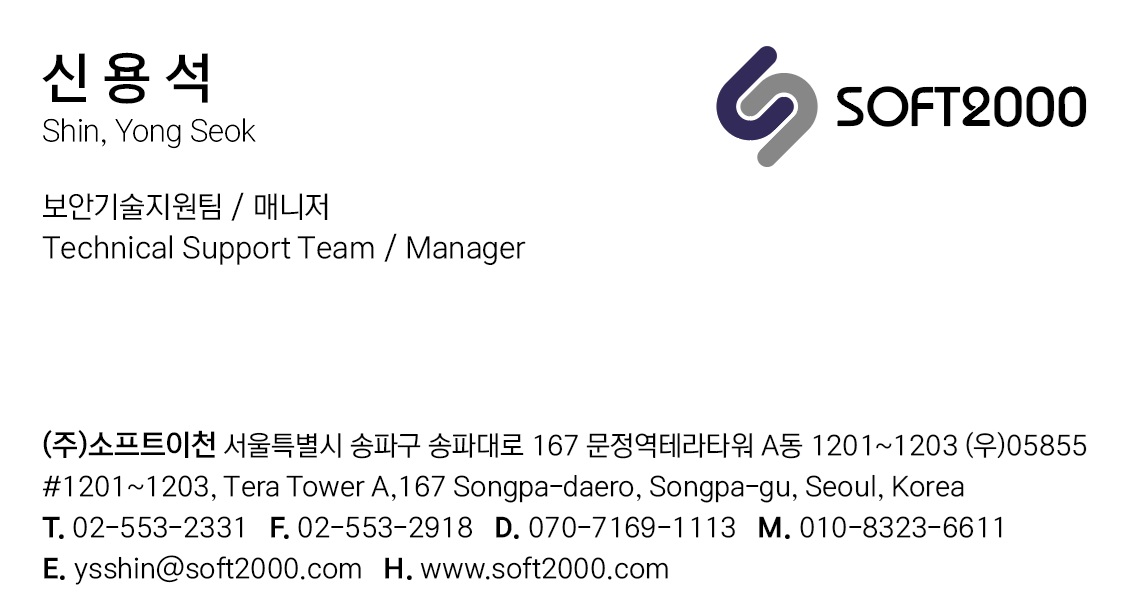 신용석
Shin, Yong Seok
SOFT2000
보안기술지원팀 / 매니저
Technical Support Team / Manager
(주)소프트이천 서울특별시 송파구 송파대로 167 문정역테라타워 A동 1201~1203 (우)05855
#1201~1203, Tera Tower A,167 Songpa-daero, Songpa-gu, Seoul, Korea
T. 02-553-2331 F. 02-553-2918 D. 070-7169-1113 M. 010-8323-6611
E. ysshin@soft2000.com H. www.soft2000.com